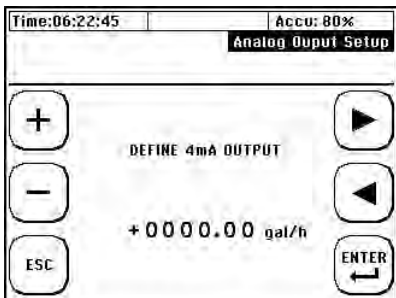 Time:06:22:45 Accu: 80%
Analog Ouput Setup
+
DEFINE 4mA OUTPUT
−
+0000.00 gal/h
ESC
ENTER